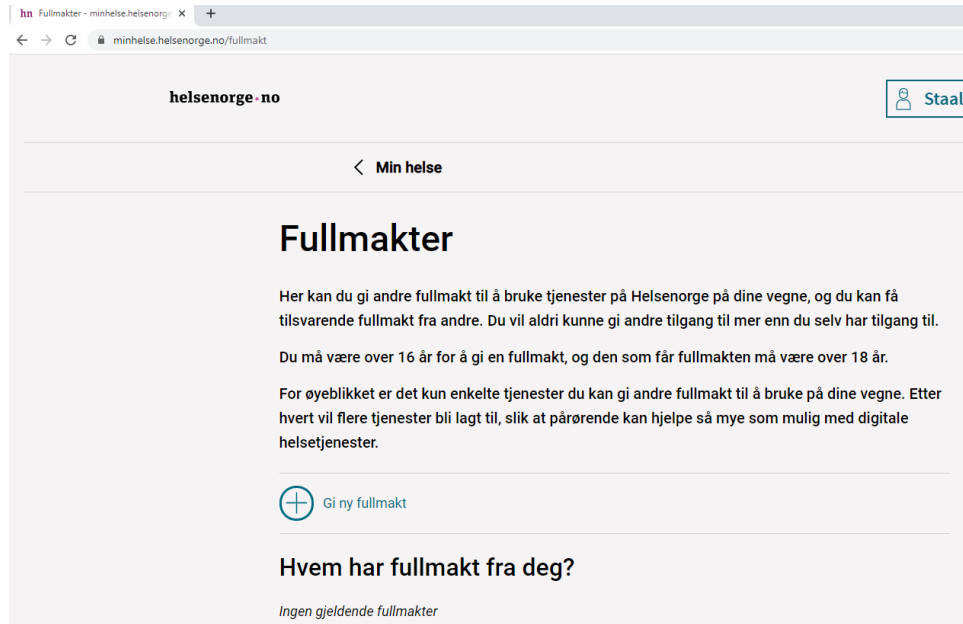 hn Fullmakter - minhelse.helsenorge
minhelse.helsenorge.no/fullmakt
helsenorge.no
Staal
Min helse
Fullmakter
Her kan du gi andre fullmakt til å bruke tjenester på Helsenorge på dine vegne, og du kan få
tilsvarende fullmakt fra andre. Du vil aldri kunne gi andre tilgang til mer enn du selv har tilgang til.
Du må være over 16 år for å gi en fullmakt, og den som får fullmakten må være over 18 år.
For øyeblikket er det kun enkelte tjenester du kan gi andre fullmakt til å bruke på dine vegne. Etter
hvert vil flere tjenester bli lagt til, slik at pårørende kan hjelpe så mye som mulig med digitale
helsetjenester.
Gi ny fullmakt
Hvem har fullmakt fra deg?
Ingen gjeldende fullmakter